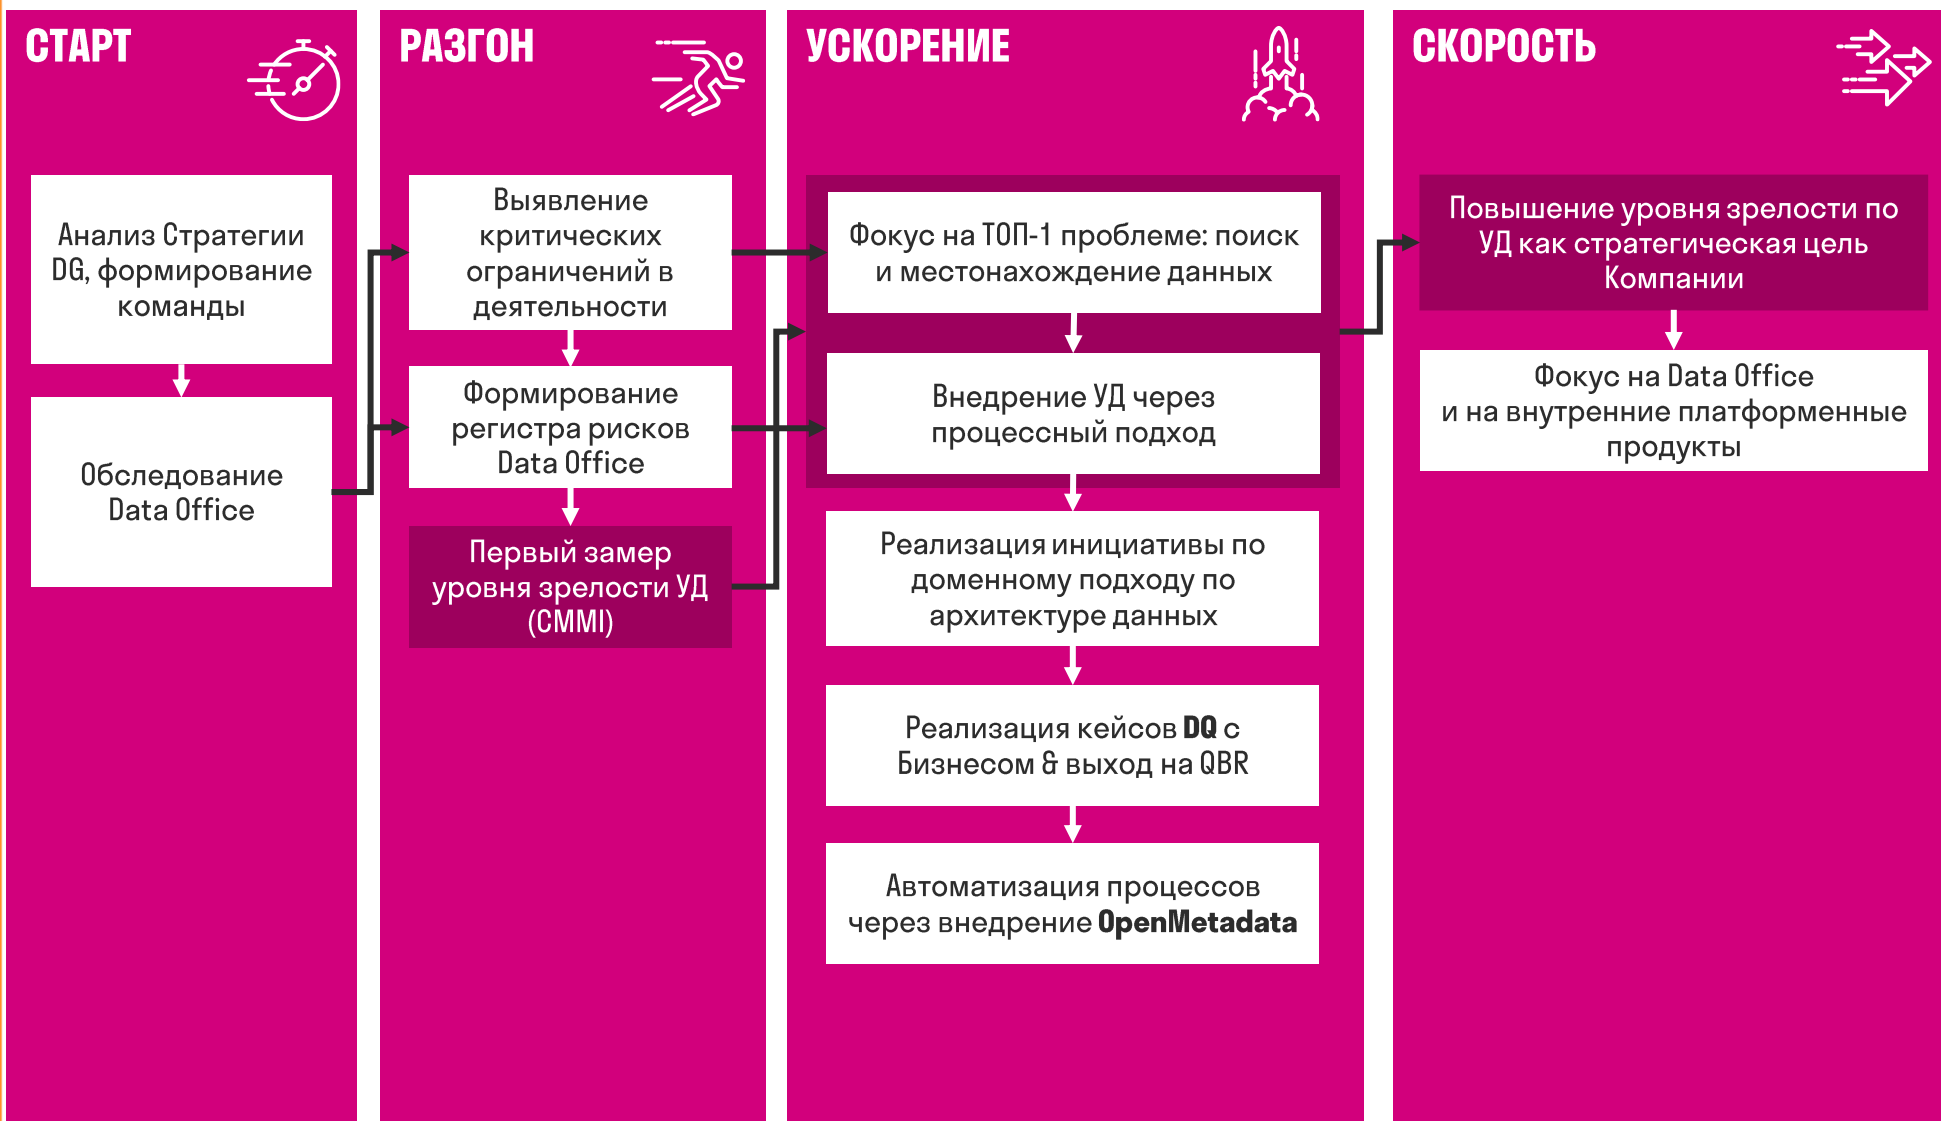 СТАРТ
Анализ Стратегии
DG, формирование
команды
Обследование
Data Office
РАЗГОН
Выявление
критических
ограничений в
деятельности
Формирование
регистра рисков
Data Office
Первый замер
уровня зрелости УД
(CMMI)
УСКОРЕНИЕ
Фокус на ТОП-1 проблеме: поиск
и местонахождение данных
Внедрение УД через
процессный подход
Реализация инициативы по
доменному подходу по
архитектуре данных
Реализация кейсов DQ с
Бизнесом & выход на QBR
Автоматизация процессов
через внедрение OpenMetadata
СКОРОСТЬ
Повышение уровня зрелости по
УД как стратегическая цель
Компании
Фокус на Data Office
и на внутренние платформенные
продукты